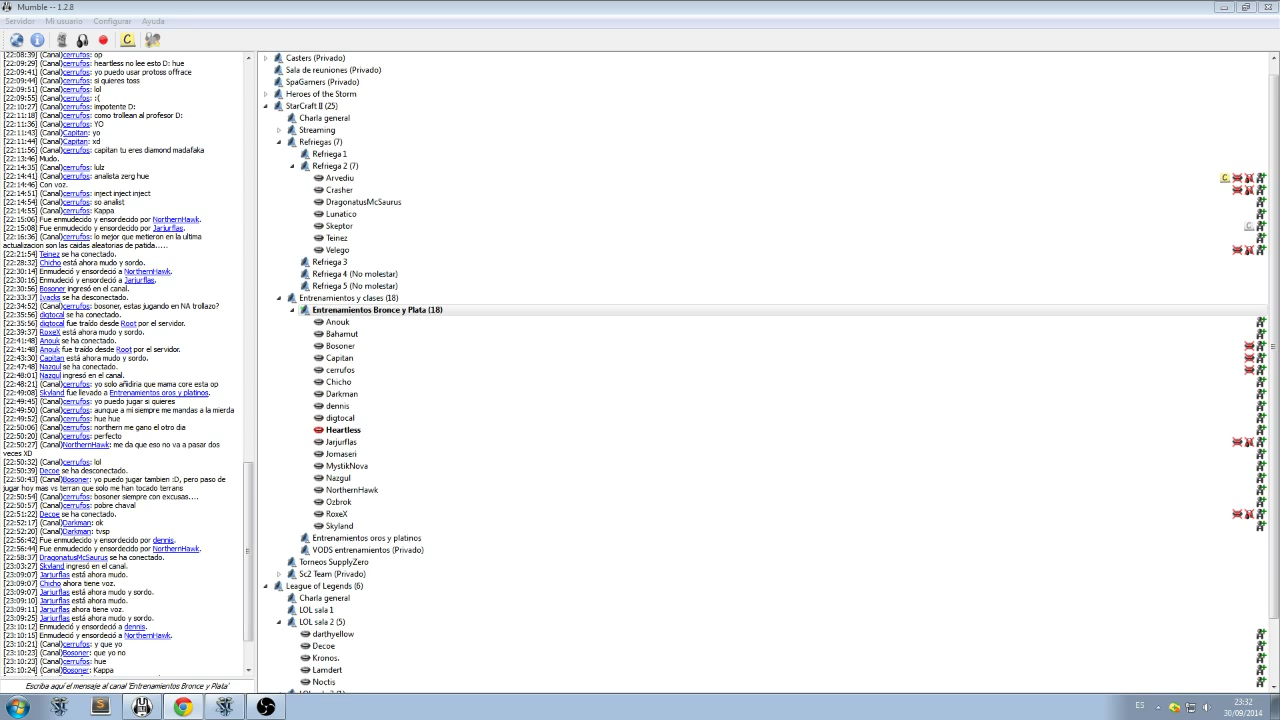 Mumble -- 1.2.8
Servidor Mi usuario Configurar Ayuda
[22:08:39] (Canal)cerrufos: op
[22:09:29] (Canal)cerrufos: heartless no lee esto D: hue
[22:09:41] (Canal)cerrufos: yo puedo usar protoss offrace
[22:09:44] (Canal)cerrufos: si quieres toss
[22:09:51] (Canal)cerrufos: lol
[22:09:55] (Canal)cerrufos: :(
[22:10:27] (Canal)cerrufos: impotente D:
[22:11:18] (Canal)cerrufos: como trollean al profesor D:
[22:11:36] (Canal)cerrufos: YO
[22:11:43] (Canal)Capitan: yo
[22:11:44] (Canal)Capitan: xd
[22:11:56] (Canal)cerrufos: capitan tu eres diamond madafaka
[22:13:46] Mudo.
[22:14:35] (Canal)cerrufos: lulz
[22:14:41] (Canal)cerrufos: analista zerg hue
[22:14:46] Con voz.
[22:14:51] (Canal)cerrufos: inject inject inject
[22:14:54] (Canal)cerrufos: so analist
[22:14:55] (Canal)cerrufos: Kappa
[22:15:06] Fue enmudecido y ensordecido por NorthernHawk.
[22:15:08] Fue enmudecido y ensordecido por Jarjurflas.
[22:16:36] (Canal)cerrufos: lo mejor que metieron en la ultima
actualizacion son las caidas aleatorias de patida.....
[22:21:54] Teinez se ha conectado.
[22:28:32] Chicho está ahora mudo y sordo.
[22:30:14] Enmudeció y ensordeció a NorthernHawk.
[22:30:16] Enmudeció y ensordeció a Jarjurflas.
[22:30:56] Bosoner ingresó en el canal.
[22:33:37] Ivacks se ha desconectado.
[22:34:52] (Canal)cerrufos: bosoner, estas jugando en NA trollazo?
[22:35:56] digtocal se ha conectado.
[22:35:56] digtocal fue traído desde Root por el servidor.
[22:39:37] RoxeX está ahora mudo y sordo.
[22:41:48] Anouk se ha conectado.
[22:41:48] Anouk fue traído desde Root por el servidor.
[22:43:30] Capitan está ahora mudo y sordo.
[22:47:48] Nazgul se ha conectado.
[22:48:01] Nazgul ingresó en el canal.
[22:48:21] (Canal)cerrufos: yo solo añidiria que mama core esta op
[22:49:08] Skyland fue llevado a Entrenamientos oros y platinos.
[22:49:45] (Canal)cerrufos: yo puedo jugar si quieres
[22:49:50] (Canal)cerrufos: aunque a mi siempre me mandas a la mierda
[22:49:52] (Canal)cerrufos: hue hue
[22:50:06] (Canal)cerrufos: northern me gano el otro dia
[22:50:20] (Canal)cerrufos: perfecto
[22:50:27] (Canal)NorthernHawk: me da que eso no va a pasar dos
veces XD
[22:50:32] (Canal)cerrufos: lol
[22:50:39] Decoe se ha desconectado.
[22:50:43] (Canal)Bosoner: yo puedo jugar tambien :D, pero paso de
jugar hoy mas vs terran que solo me han tocado terrans
[22:50:54] (Canal)cerrufos: bosoner siempre con excusas....
[22:50:57] (Canal)cerrufos: pobre chaval
[22:51:22] Decoe se ha conectado.
[22:52:17] (Canal)Darkman: ok
[22:52:20] (Canal)Darkman: tvsp
[22:56:42] Fue enmudecido y ensordecido por dennis.
[22:56:44] Fue enmudecido y ensordecido por NorthernHawk.
[22:58:37] DragonatusMcSaurus se ha conectado.
[23:03:27] Skyland ingresó en el canal.
[23:09:07] Jarjurflas está ahora mudo.
[23:09:07] Chicho ahora tiene voz.
[23:09:07] Jarjurflas está ahora mudo y sordo.
[23:09:10] Jarjurflas está ahora mudo.
[23:09:11] Jarjurflas ahora tiene voz.
[23:09:25] Jarjurflas está ahora mudo y sordo.
[23:10:12] Enmudeció y ensordeció a dennis.
[23:10:15] Enmudeció y ensordeció a NorthernHawk.
[23:10:21] (Canal)cerrufos: y que yo
[23:10:23] (Canal)Bosoner: que yo no
[23:10:23] (Canal)cerrufos: hue
[23:10:24] (Canal)Bosoner: Kappa
Escriba aquí el mensaje al canal 'Entrenamientos Bronce y Plata'
Casters (Privado)
Sala de reuniones (Privado)
SpaGamers (Privado)
Heroes of the Storm
StarCraft II (25)
Charla general
Streaming
Refriegas (7)
Refriega 1
Refriega 2 (7)
Arvediu
Crasher
DragonatusMcSaurus
Lunatico
Skeptor
Teinez
Velego
Refriega 3
Refriega 4 (No molestar)
Refriega 5 (No molestar)
Entrenamientos y clases (18)
Entrenamientos Bronce y Plata (18)
Anouk
Bahamut
Bosoner
Capitan
cerrufos
Chicho
Darkman
dennis
digtocal
Heartless
Jarjurflas
Jomaseri
MystikNova
Nazgul
NorthernHawk
Ozbrok
RoxeX
Skyland
Entrenamientos oros y platinos
VODS entrenamientos (Privado)
Torneos SupplyZero
Sc2 Team (Privado)
League of Legends (6)
Charla general
LOL sala 1
LOL sala 2 (5)
darthyellow
Decoe
Kronos.
Lamdert
Noctis
ES
23:32
30/09/2014